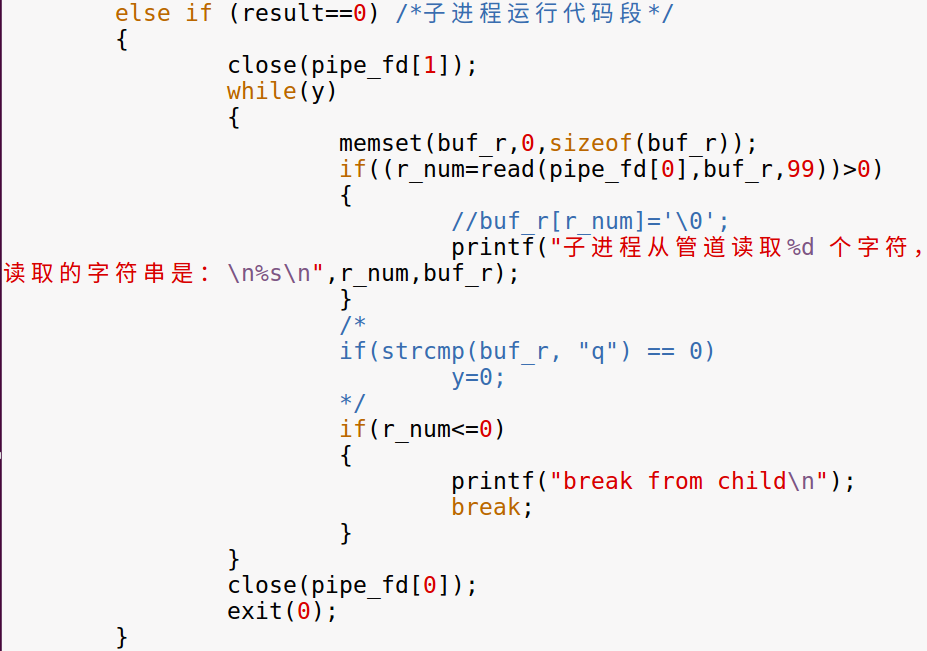 else if (result==0) /*子进程运行代码段*/
{
close(pipe_fd[1]);
while(y)
{
memset(buf_r,0,sizeof(buf_r));
if((r_num=read(pipe_fd[0],buf_r,99))>0)
{
//buf_r[r_num]='\0';
printf("子进程从管道读取%d 个字符，
读取的字符串是：\n%s\n",r_num,buf_r);
}
/*
if(strcmp(buf_r, "q") == 0)
y=0;
*/
if(r_num<=0)
{
printf("break from child\n");
break;
}
}
close(pipe_fd[0]);
exit(0);
}